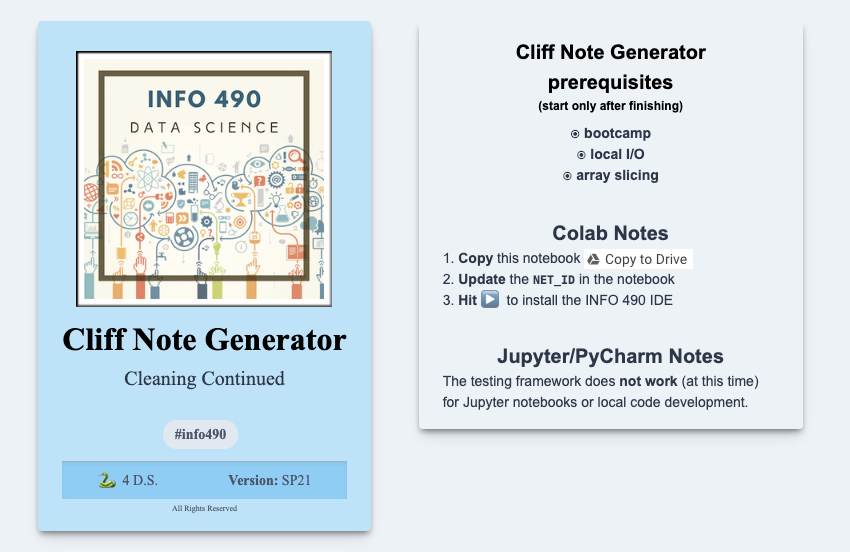 INFO 490
DATA SCIENCE
Cliff Note Generator
Cleaning Continued
#info490
4 D.S.
Version: SP21
All Rights Reserved
Cliff Note Generator
prerequisites
(start only after finishing)
bootcamp
local I/O
array slicing
Colab Notes
1. Copy this notebook Copy to Drive
2. Update the NET_ID in the notebook
3. Hit ▶ to install the INFO 490 IDE
Jupyter/PyCharm Notes
The testing framework does not work (at this time)
for Jupyter notebooks or local code development.